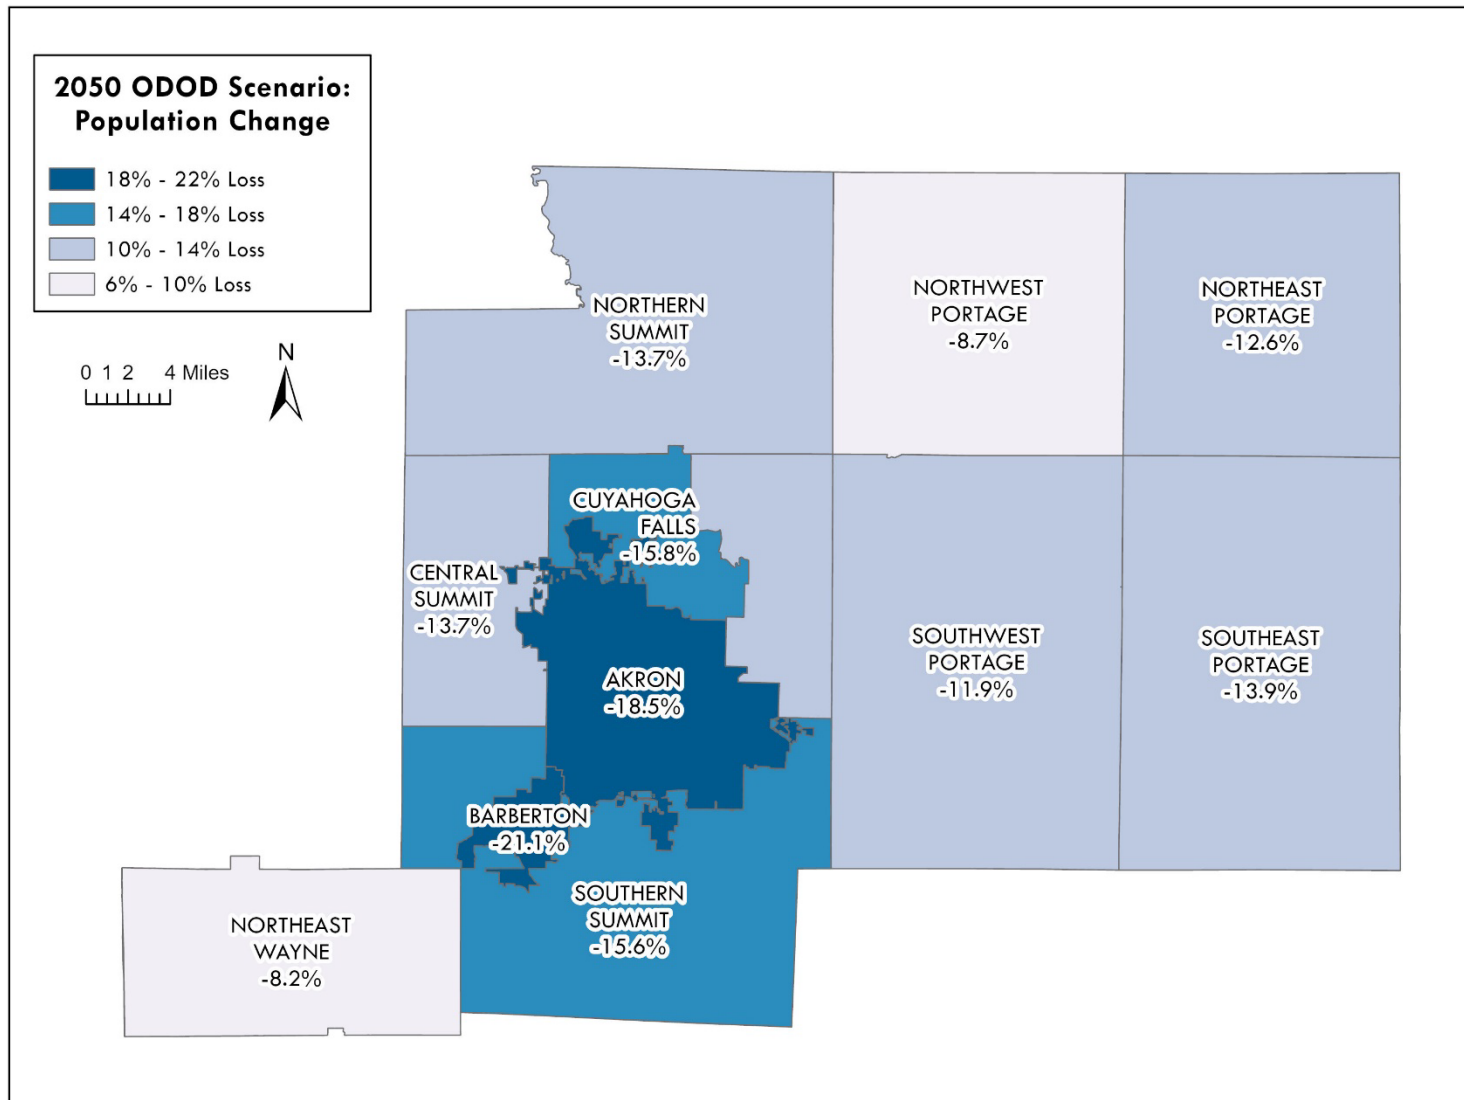 2050 ODOD Scenario:
Population Change
18% - 22% Loss
14% - 18% Loss
10% - 14% Loss
6% - 10% Loss
N
0 1 2 4 Miles
NORTHERN
SUMMIT
-13.7%
NORTHWEST
PORTAGE
-8.7%
NORTHEAST
PORTAGE
-12.6%
CUYAHOGA
FALLS
-15.8%
CENTRAL
SUMMIT
-13.7%
AKRON
-18.5%
SOUTHWEST
PORTAGE
-11.9%
SOUTHEAST
PORTAGE
-13.9%
BARBERTON
-21.1%
SOUTHERN
SUMMIT
-15.6%
NORTHEAST
WAYNE
-8.2%